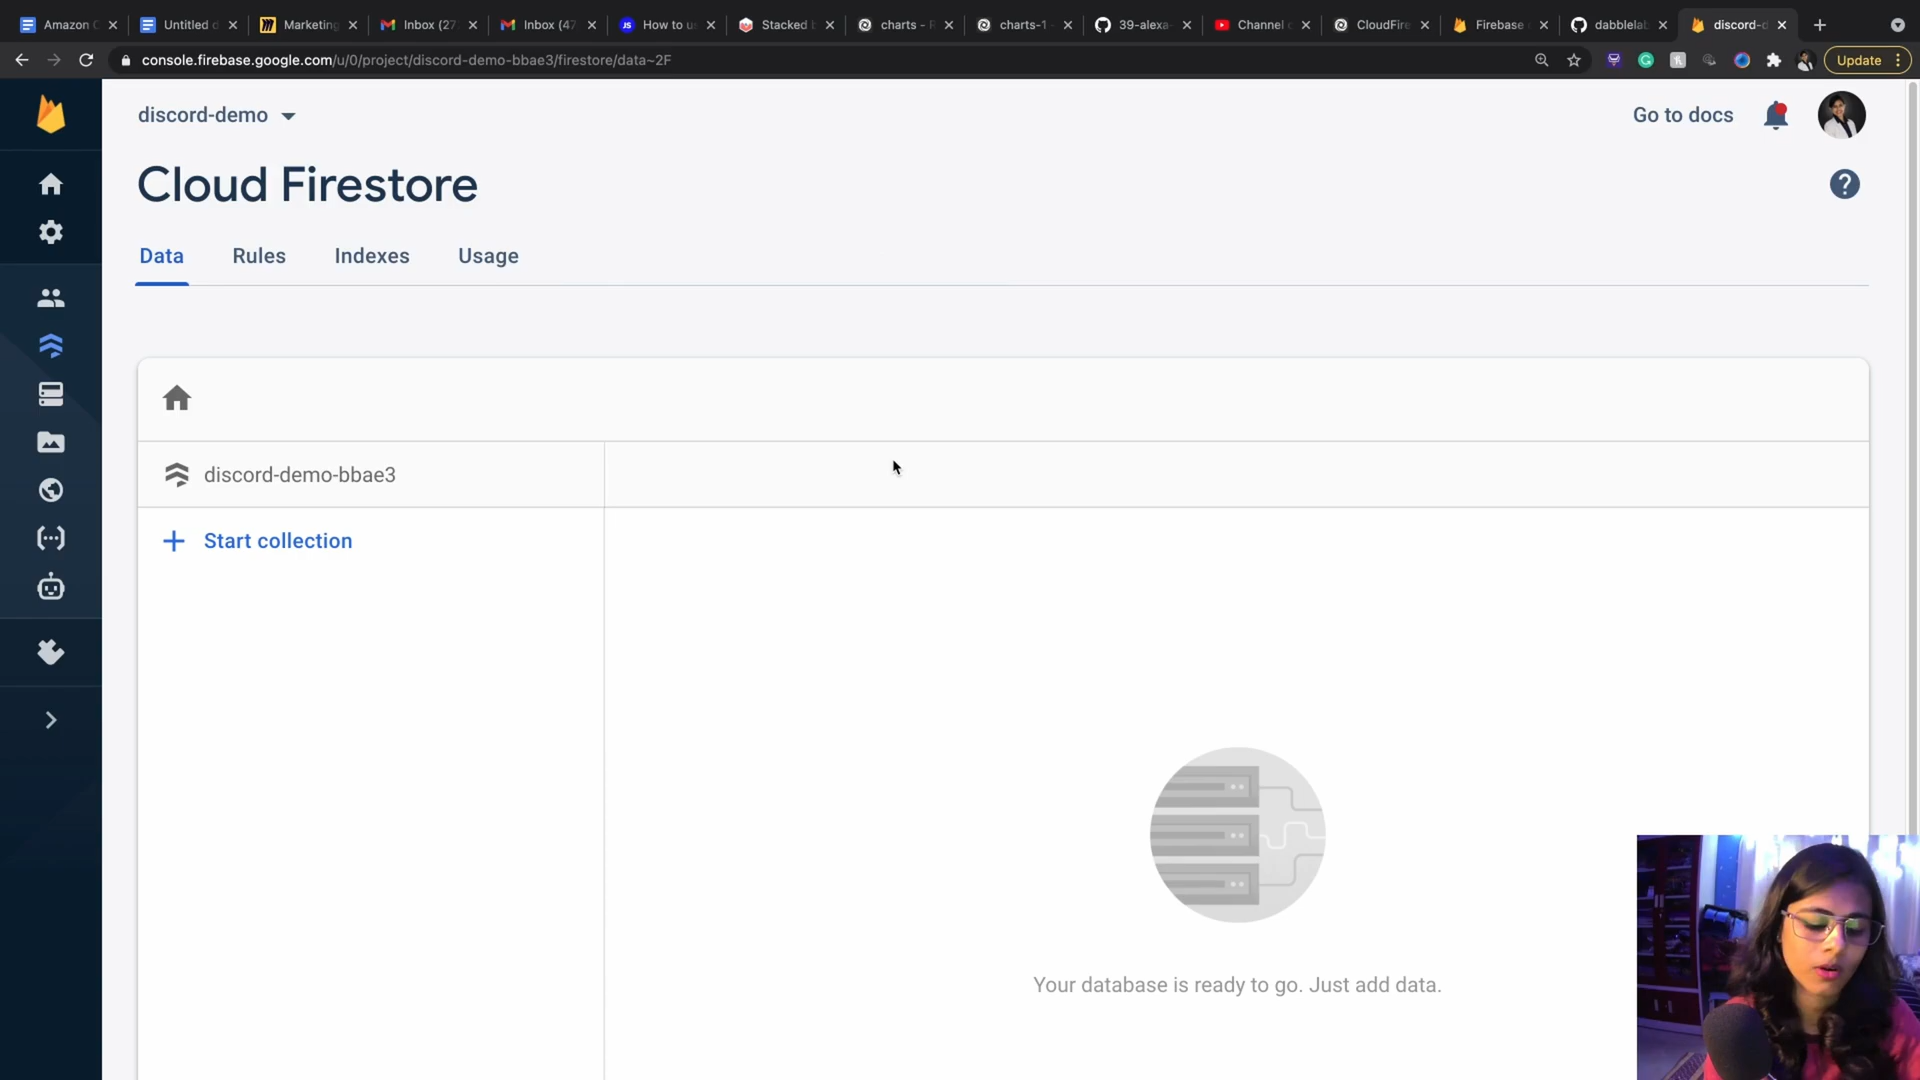 Amazon
Untitled
Marketing
Inbox (27
Inbox (47
How to u
Stacked
charts -
charts-1
39-alexa
Channel
CloudFire
Firebase
dabblelab
discord-d
console.firebase.google.com/u/0/project/discord-demo-bbae3/firestore/data~2F
Update
discord-demo
Go to docs
Cloud Firestore
Data
Rules
Indexes
Usage
discord-demo-bbae3
Start collection
Your database is ready to go. Just add data.